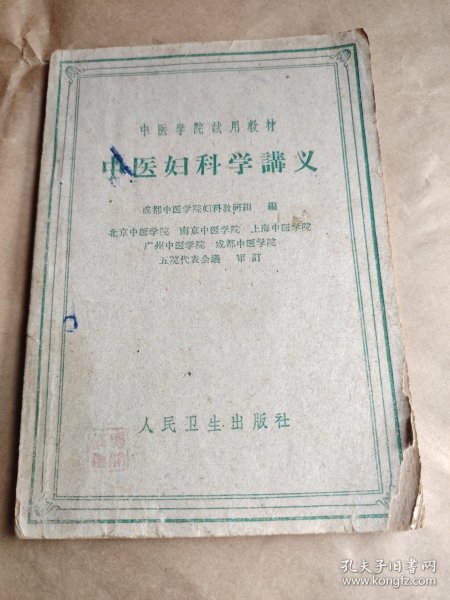 中医学院試用教材
中医妇科学講义
成都中医学院妇科教研組 編
北京中医学院 南京中医学院 上海中医学院
广州中医学院 成都中医学院
五院代表会議 审訂
人民卫生出版社
孔夫子旧书网
www.kongfz.com